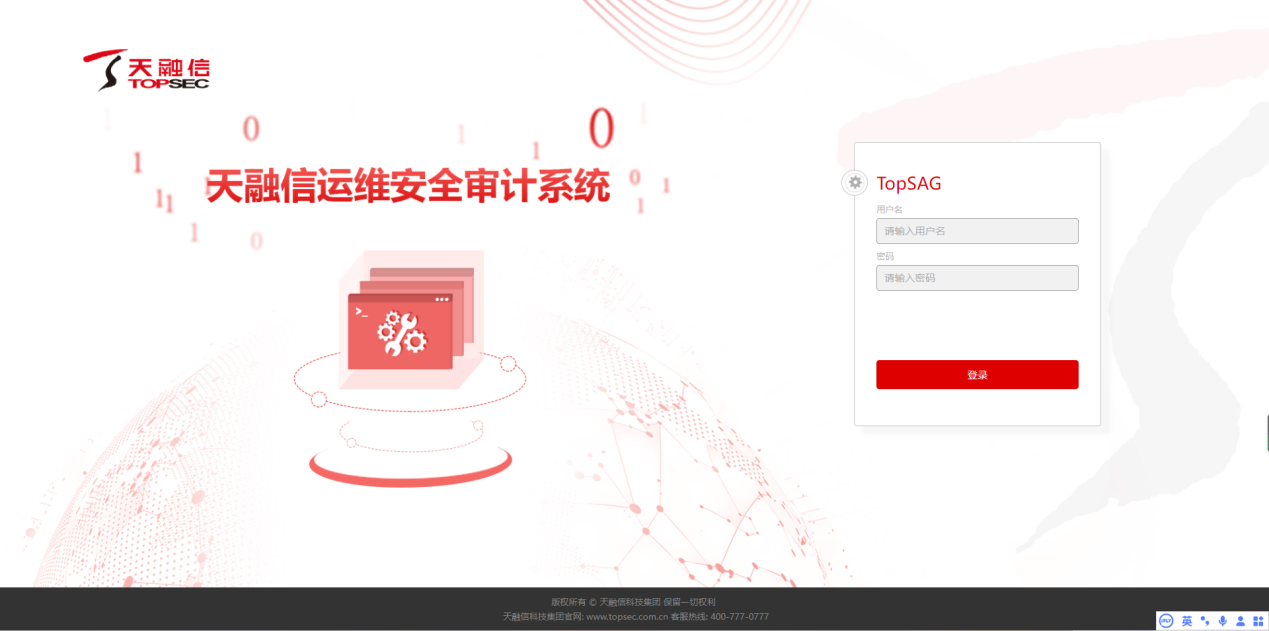 天融信
TOPSEC
天融信运维安全审计系统
>_
TopSAG
用户名
请输入用户名
密码
请输入密码
登录
版权所有 © 天融信科技集团 保留一切权利
天融信科技集团官网: www.topsec.com.cn 客服热线: 400-777-0777
英